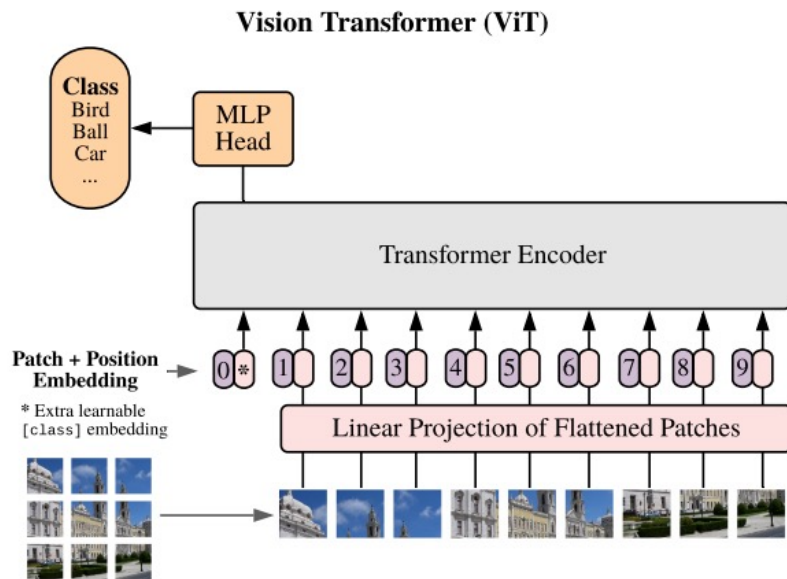 Vision Transformer (ViT)
Class
Bird
Ball
Car
...
MLP
Head
Transformer Encoder
Patch + Position
Embedding
0 * 1 2 3 4 5 6 7 8 9
* Extra learnable
[class] embedding
Linear Projection of Flattened Patches